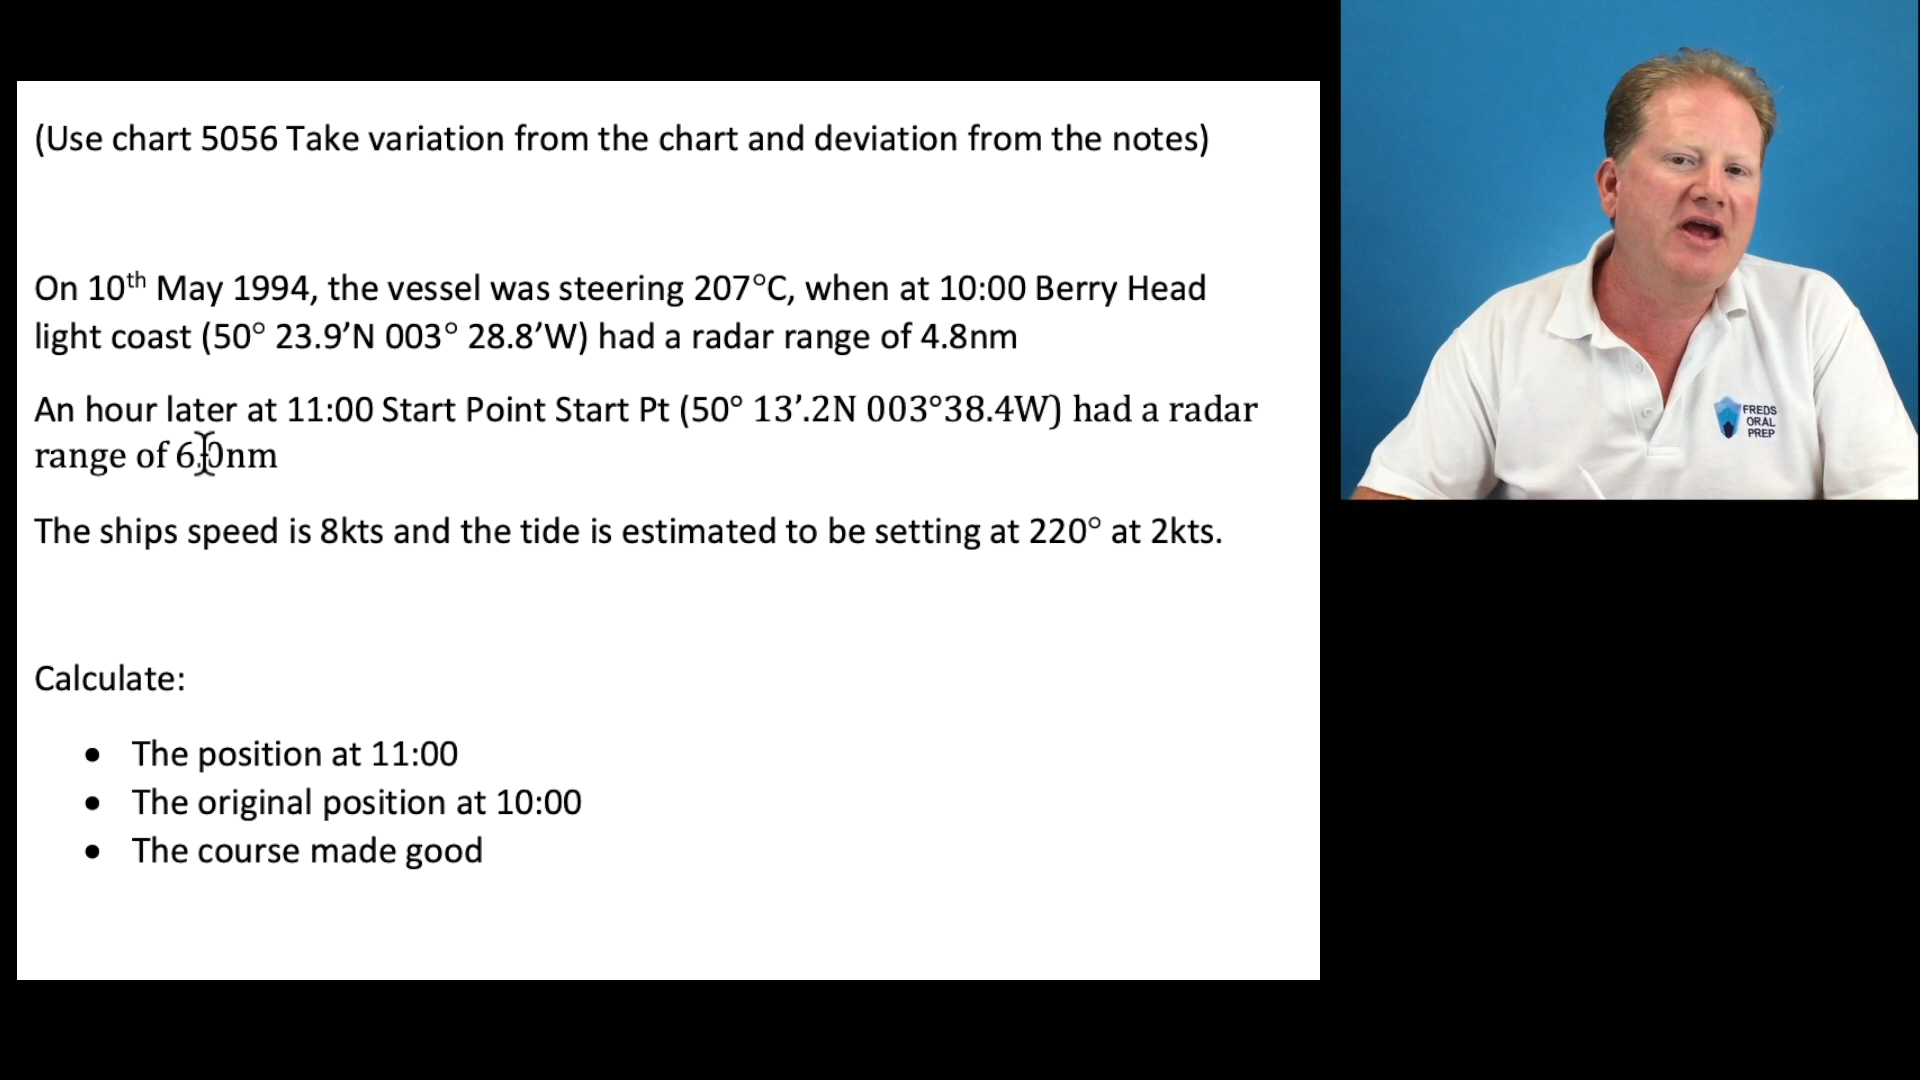 (Use chart 5056 Take variation from the chart and deviation from the notes)
On 10th May 1994, the vessel was steering 207°C, when at 10:00 Berry Head
light coast (50° 23.9’N 003° 28.8’W) had a radar range of 4.8nm
An hour later at 11:00 Start Point Start Pt (50° 13’.2N 003°38.4W) had a radar
range of 6.0nm
The ships speed is 8kts and the tide is estimated to be setting at 220° at 2kts.
Calculate:
• The position at 11:00
• The original position at 10:00
• The course made good
FREDS
ORAL
PREP